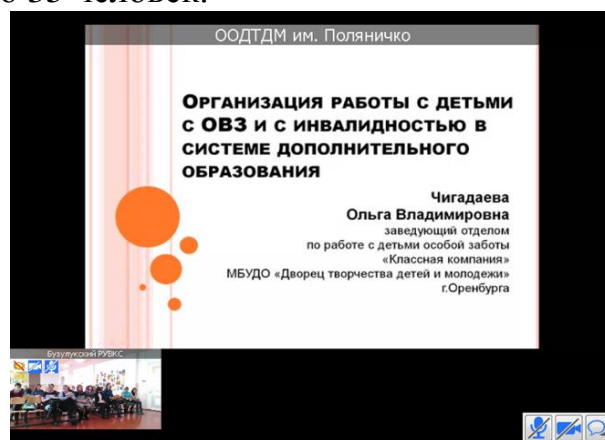 человек.
ООДТДМ им. Поляничко
ОРГАНИЗАЦИЯ РАБОТЫ С ДЕТЬМИ
С ОВЗ И С ИНВАЛИДНОСТЬЮ В
СИСТЕМЕ ДОПОЛНИТЕЛЬНОГО
ОБРАЗОВАНИЯ
Чигадаева
Ольга Владимировна
заведующий отделом
по работе с детьми особой заботы
«Классная компания»
МБУДО «Дворец творчества детей и молодежи»
г.Оренбурга
Бузулукский РУВКС